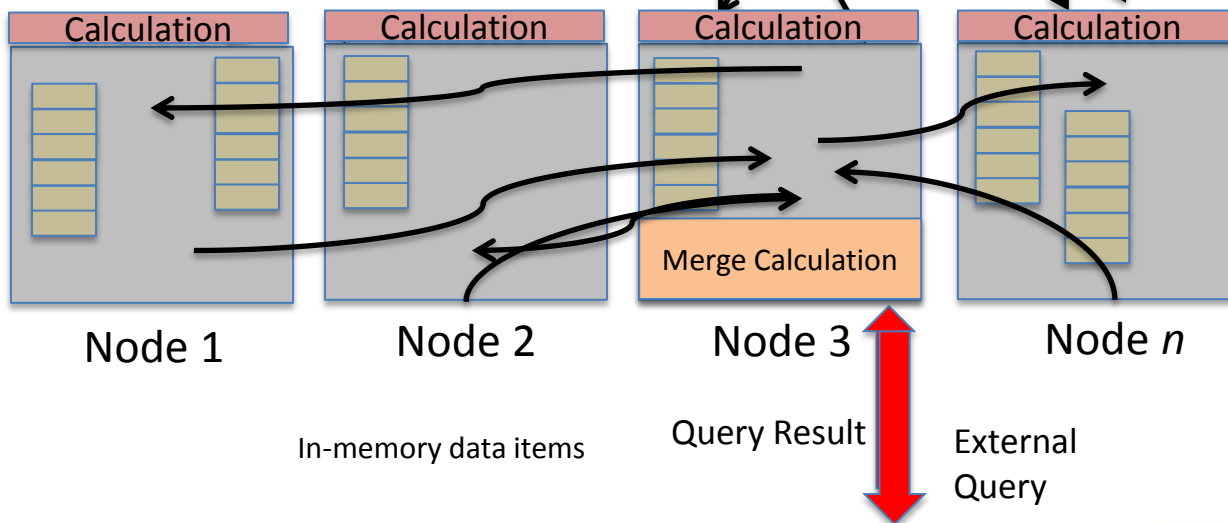 Calculation
Calculation
Calculation
Calculation
Merge Calculation
Node 1
Node 2
Node 3
Node n
In-memory data items
Query Result
External
Query